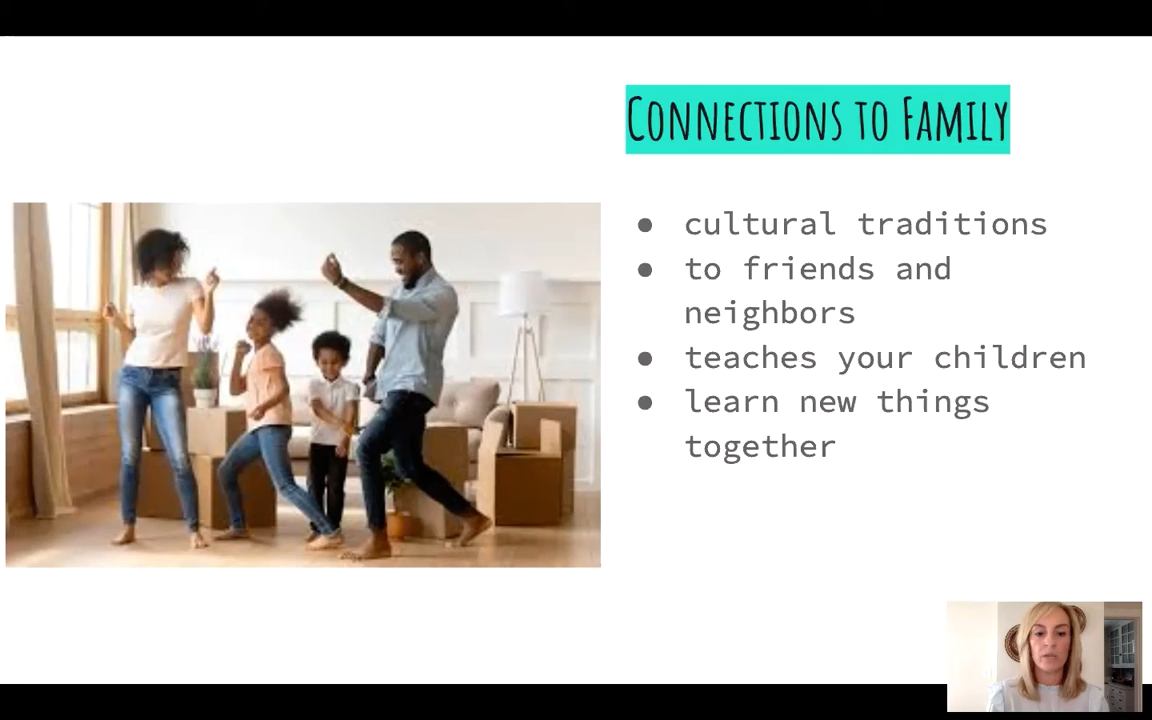 Connections to Family
● cultural traditions
● to friends and
neighbors
● teaches your children
● learn new things
together